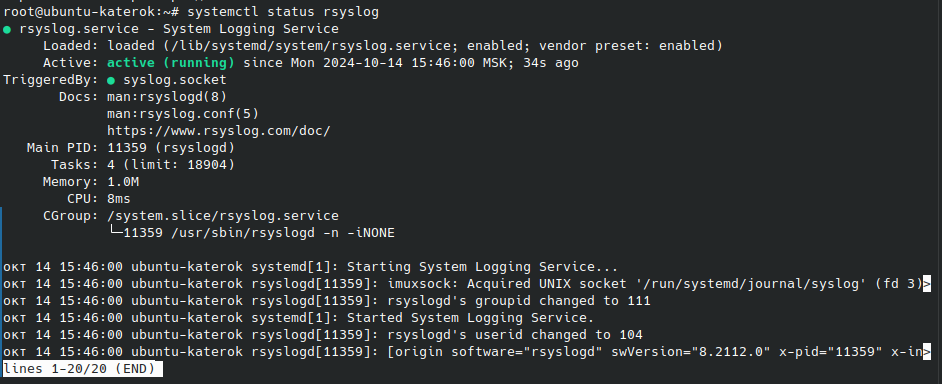 root@ubuntu-katerok:~# systemctl status rsyslog
● rsyslog.service - System Logging Service
     Loaded: loaded (/lib/systemd/system/rsyslog.service; enabled; vendor preset: enabled)
     Active: active (running) since Mon 2024-10-14 15:46:00 MSK; 34s ago
TriggeredBy: ● syslog.socket
       Docs: man:rsyslogd(8)
             man:rsyslog.conf(5)
             https://www.rsyslog.com/doc/
   Main PID: 11359 (rsyslogd)
      Tasks: 4 (limit: 18904)
     Memory: 1.0M
        CPU: 8ms
     CGroup: /system.slice/rsyslog.service
             └─11359 /usr/sbin/rsyslogd -n -iNONE
окт 14 15:46:00 ubuntu-katerok systemd[1]: Starting System Logging Service...
окт 14 15:46:00 ubuntu-katerok rsyslogd[11359]: imuxsock: Acquired UNIX socket '/run/systemd/journal/syslog' (fd 3)>
окт 14 15:46:00 ubuntu-katerok rsyslogd[11359]: rsyslogd's groupid changed to 111
окт 14 15:46:00 ubuntu-katerok systemd[1]: Started System Logging Service.
окт 14 15:46:00 ubuntu-katerok rsyslogd[11359]: rsyslogd's userid changed to 104
окт 14 15:46:00 ubuntu-katerok rsyslogd[11359]: [origin software="rsyslogd" swVersion="8.2112.0" x-pid="11359" x-in>
lines 1-20/20 (END)